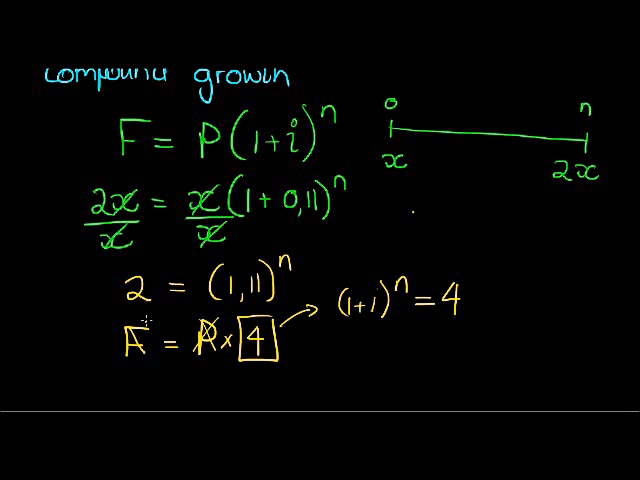 compound growth
F = P(1+i)^n
0 n
x 2x
2x/x = x/x (1 + 0,11)^n
2 = (1,11)^n
F = P × 4 → (1+i)^n = 4